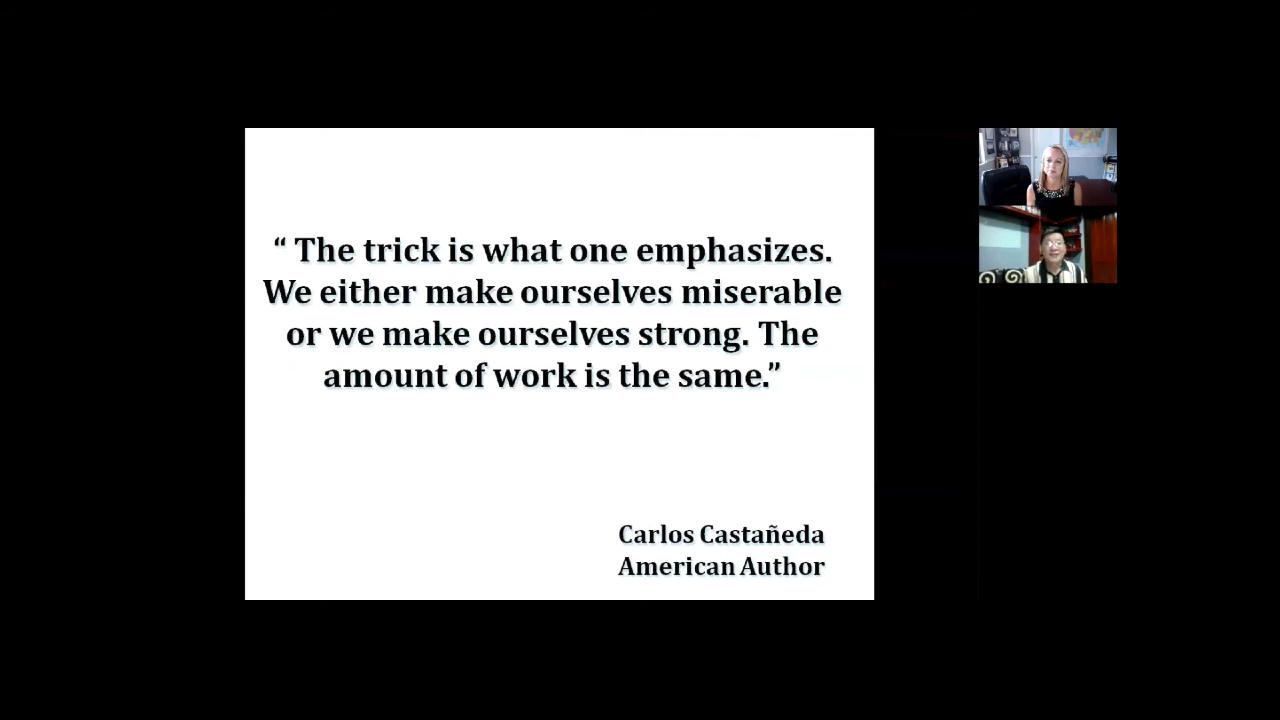 “ The trick is what one emphasizes.
We either make ourselves miserable
or we make ourselves strong. The
amount of work is the same.”
Carlos Castañeda
American Author